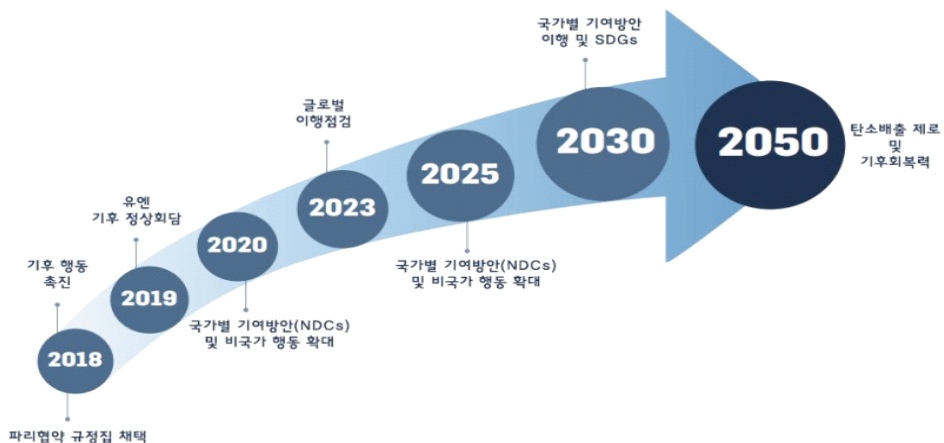 기후 행동
촉진
2018
파리협약 규정집 채택
유엔
기후 정상회담
2019
2020
국가별 기여방안(NDCs)
및 비국가 행동 확대
글로벌
이행점검
2023
2025
국가별 기여방안(NDCs)
및 비국가 행동 확대
국가별 기여방안
이행 및 SDGs
2030
2050
탄소배출 제로
및
기후회복력